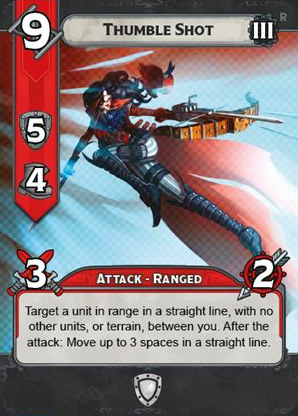 9
THUMBLE SHOT
III
R
5
4
3
ATTACK - RANGED
2
Target a unit in range in a straight line, with no
other units, or terrain, between you. After the
attack: Move up to 3 spaces in a straight line.